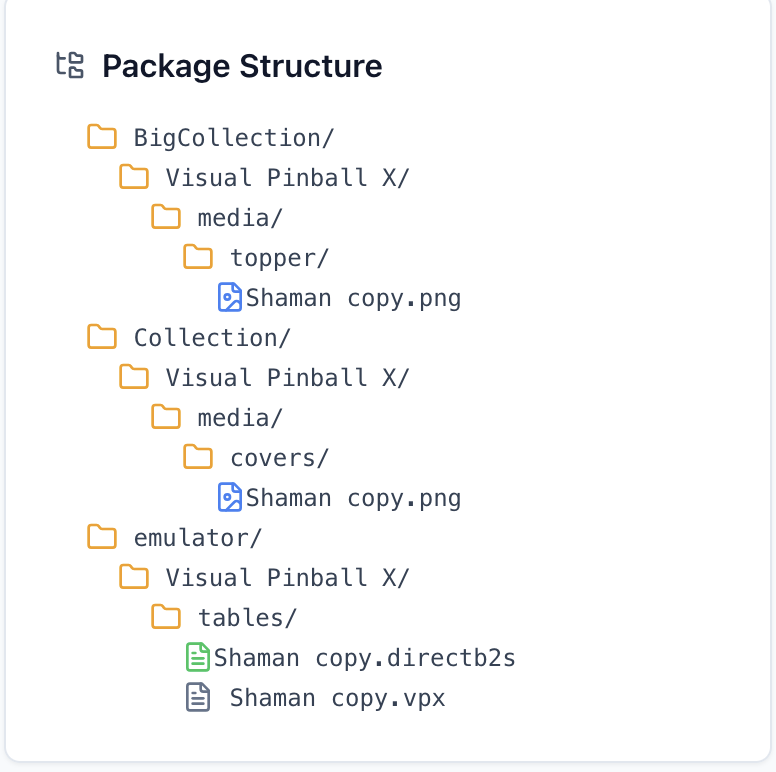 Package Structure
BigCollection/
Visual Pinball X/
media/
topper/
Shaman copy.png
Collection/
Visual Pinball X/
media/
covers/
Shaman copy.png
emulator/
Visual Pinball X/
tables/
Shaman copy.directb2s
Shaman copy.vpx